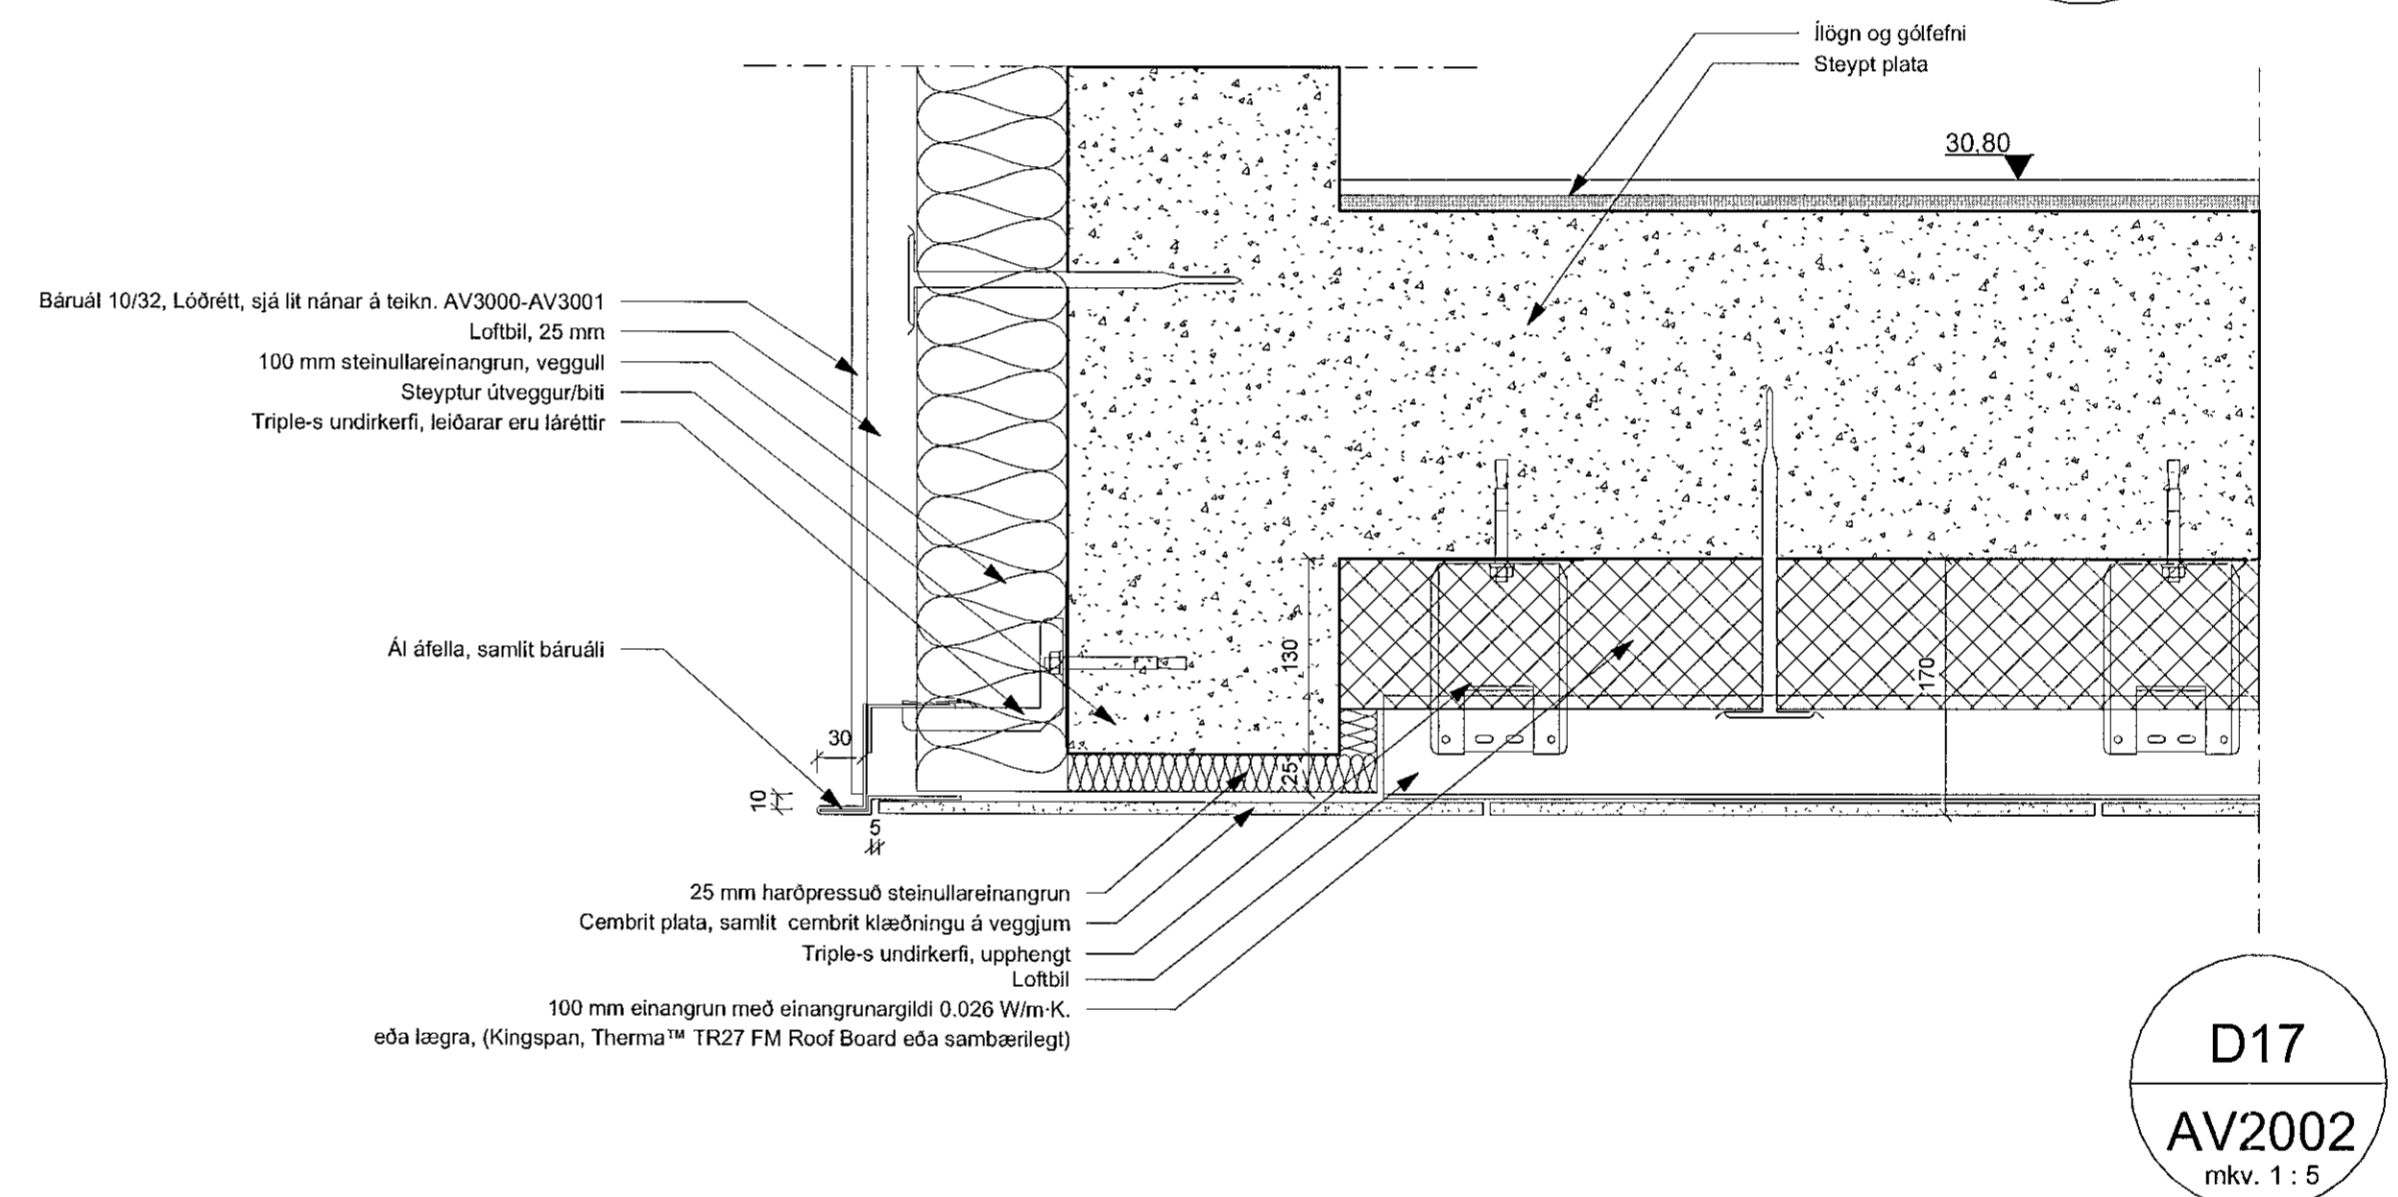 Ílögn og gólfefni
Steypt plata
30,80
Báruál 10/32, Lóðrétt, sjá lit nánar á teikn. AV3000-AV3001
Loftbil, 25 mm
100 mm steinullareinangrun, veggull
Steyptur útveggur/biti
Triple-s undirkerfi, leiðarar eru láréttir
Ál áfella, samlit báruáli
130
170
30
25
10
5
25 mm harðpressuð steinullareinangrun
Cembrit plata, samlit cembrit klæðningu á veggjum
Triple-s undirkerfi, upphengt
Loftbil
100 mm einangrun með einangrunargildi 0.026 W/m·K.
eða lægra, (Kingspan, Therma™ TR27 FM Roof Board eða sambærilegt)
D17
AV2002
mkv. 1 : 5